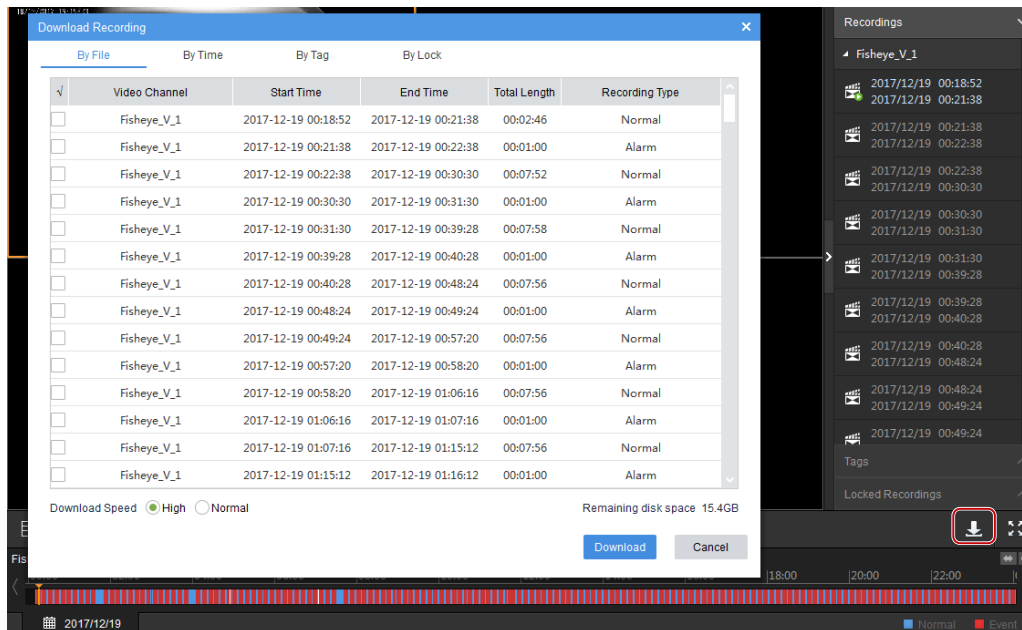 Download Recording
By File By Time By Tag By Lock
√ Video Channel Start Time End Time Total Length Recording Type
Fisheye_V_1 2017-12-19 00:18:52 2017-12-19 00:21:38 00:02:46 Normal
Fisheye_V_1 2017-12-19 00:21:38 2017-12-19 00:22:38 00:01:00 Alarm
Fisheye_V_1 2017-12-19 00:22:38 2017-12-19 00:30:30 00:07:52 Normal
Fisheye_V_1 2017-12-19 00:30:30 2017-12-19 00:31:30 00:01:00 Alarm
Fisheye_V_1 2017-12-19 00:31:30 2017-12-19 00:39:28 00:07:58 Normal
Fisheye_V_1 2017-12-19 00:39:28 2017-12-19 00:40:28 00:01:00 Alarm
Fisheye_V_1 2017-12-19 00:40:28 2017-12-19 00:48:24 00:07:56 Normal
Fisheye_V_1 2017-12-19 00:48:24 2017-12-19 00:49:24 00:01:00 Alarm
Fisheye_V_1 2017-12-19 00:49:24 2017-12-19 00:57:20 00:07:56 Normal
Fisheye_V_1 2017-12-19 00:57:20 2017-12-19 00:58:20 00:01:00 Alarm
Fisheye_V_1 2017-12-19 00:58:20 2017-12-19 01:06:16 00:07:56 Normal
Fisheye_V_1 2017-12-19 01:06:16 2017-12-19 01:07:16 00:01:00 Alarm
Fisheye_V_1 2017-12-19 01:07:16 2017-12-19 01:15:12 00:07:56 Normal
Fisheye_V_1 2017-12-19 01:15:12 2017-12-19 01:16:12 00:01:00 Alarm
Download Speed High Normal Remaining disk space 15.4GB
Download Cancel
Recordings
Fisheye_V_1
2017/12/19 00:18:52
2017/12/19 00:21:38
2017/12/19 00:21:38
2017/12/19 00:22:38
2017/12/19 00:22:38
2017/12/19 00:30:30
2017/12/19 00:30:30
2017/12/19 00:31:30
2017/12/19 00:31:30
2017/12/19 00:39:28
2017/12/19 00:39:28
2017/12/19 00:40:28
2017/12/19 00:40:28
2017/12/19 00:48:24
2017/12/19 00:48:24
2017/12/19 00:49:24
2017/12/19 00:49:24
Tags
Locked Recordings
Fis
18:00 20:00 22:00
2017/12/19 Normal Event